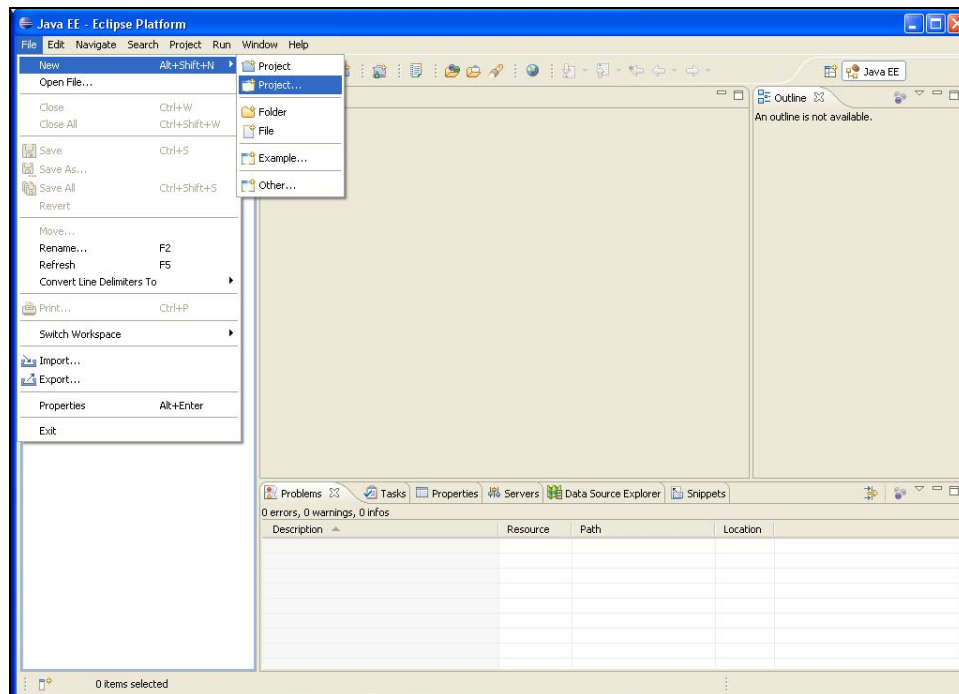 Java EE - Eclipse Platform
File Edit Navigate Search Project Run Window Help
New Alt+Shift+N
Open File...
Close Ctrl+W
Close All Ctrl+Shift+W
Save Ctrl+S
Save As...
Save All Ctrl+Shift+S
Revert
Move...
Rename... F2
Refresh F5
Convert Line Delimiters To
Print... Ctrl+P
Switch Workspace
Import...
Export...
Properties Alt+Enter
Exit
Project
Project...
Folder
File
Example...
Other...
Java EE
Outline
An outline is not available.
Problems Tasks Properties Servers Data Source Explorer Snippets
0 errors, 0 warnings, 0 infos
Description Resource Path Location
0 items selected